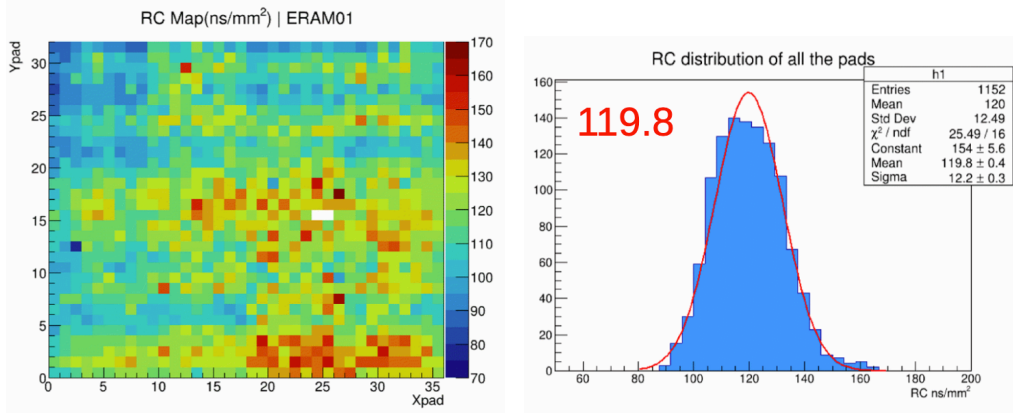 RC Map(ns/mm²) | ERAM01
Ypad
30
25
20
15
10
5
0
0 5 10 15 20 25 30 35
Xpad
170
160
150
140
130
120
110
100
90
80
70
RC distribution of all the pads
119.8
h1
Entries 1152
Mean 120
Std Dev 12.49
χ² / ndf 25.49 / 16
Constant 154 ± 5.6
Mean 119.8 ± 0.4
Sigma 12.2 ± 0.3
160
140
120
100
80
60
40
20
0
60 80 100 120 140 160 180 200
RC ns/mm²